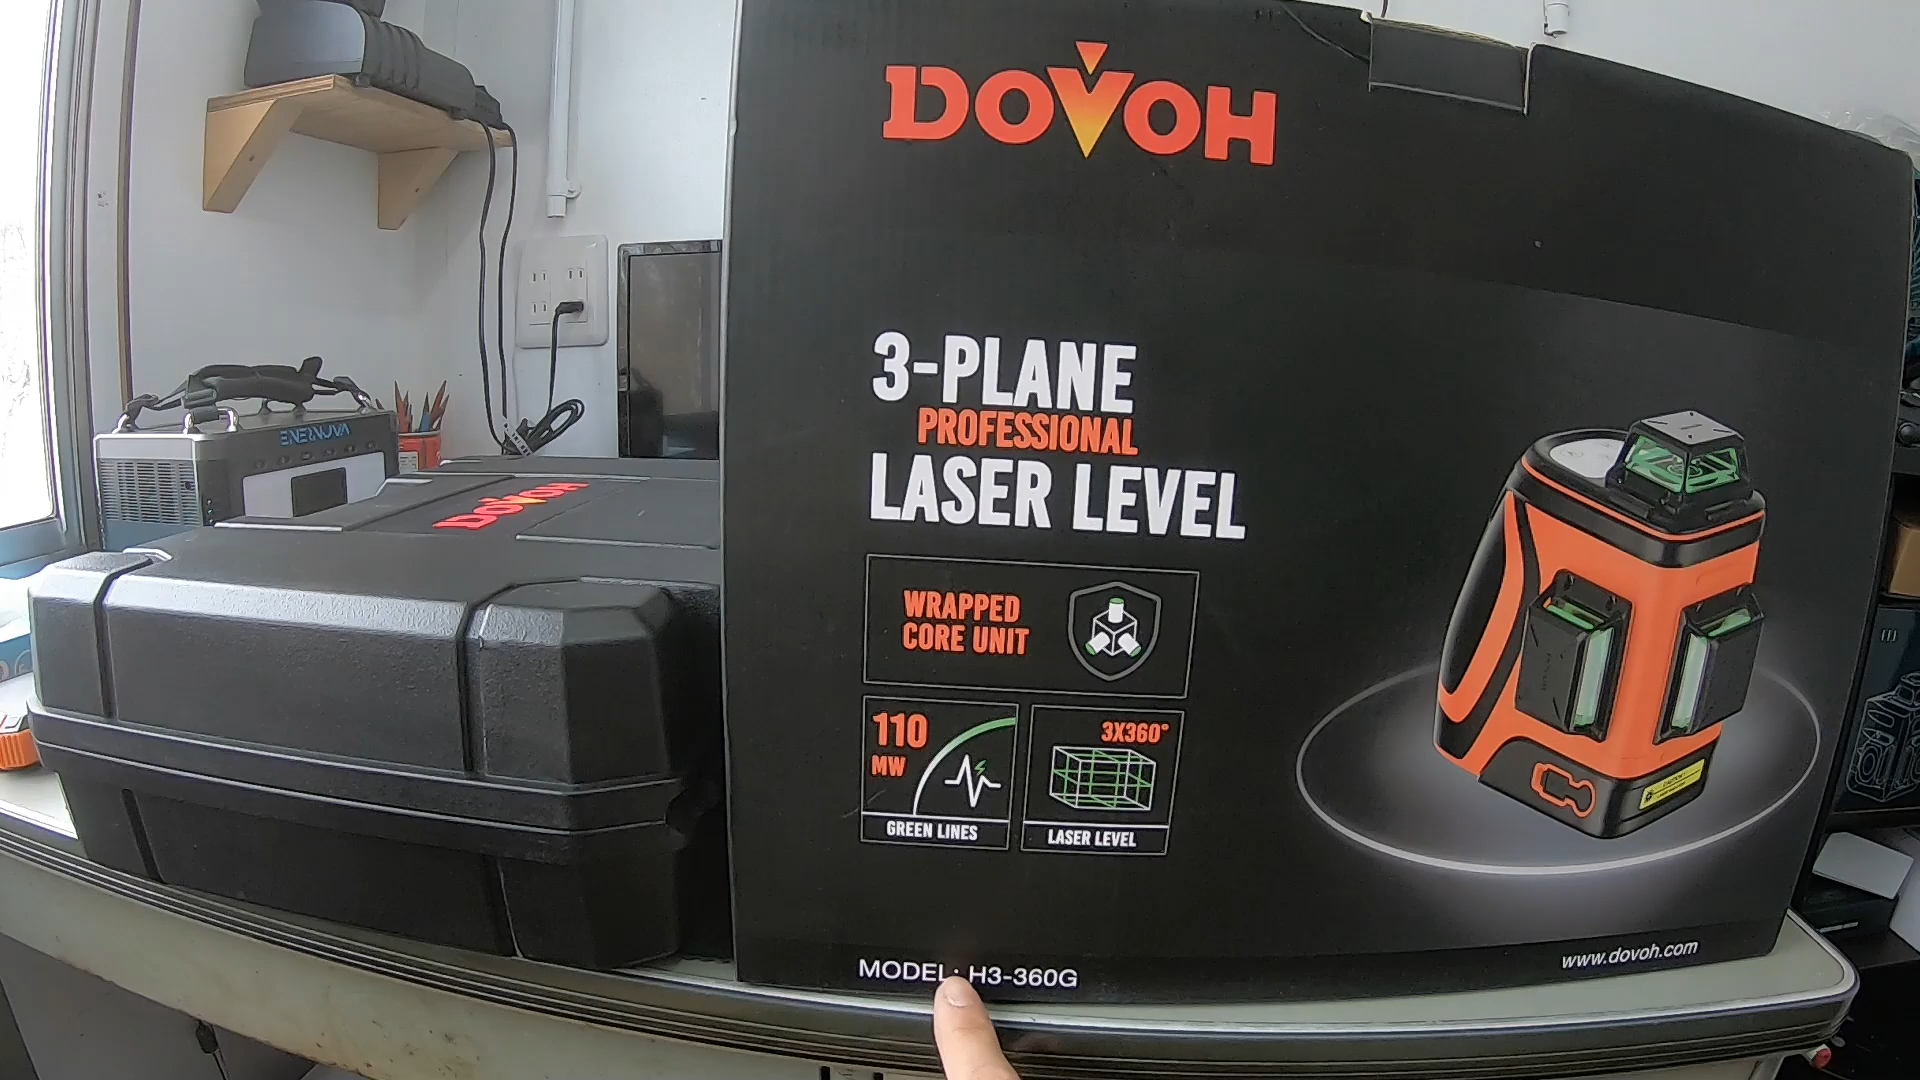 DOVOH
3-PLANE
PROFESSIONAL
LASER LEVEL
WRAPPED
CORE UNIT
110
MW
GREEN LINES
3X360°
LASER LEVEL
MODEL: H3-360G
www.dovoh.com
ENERNOVA
DOVOH